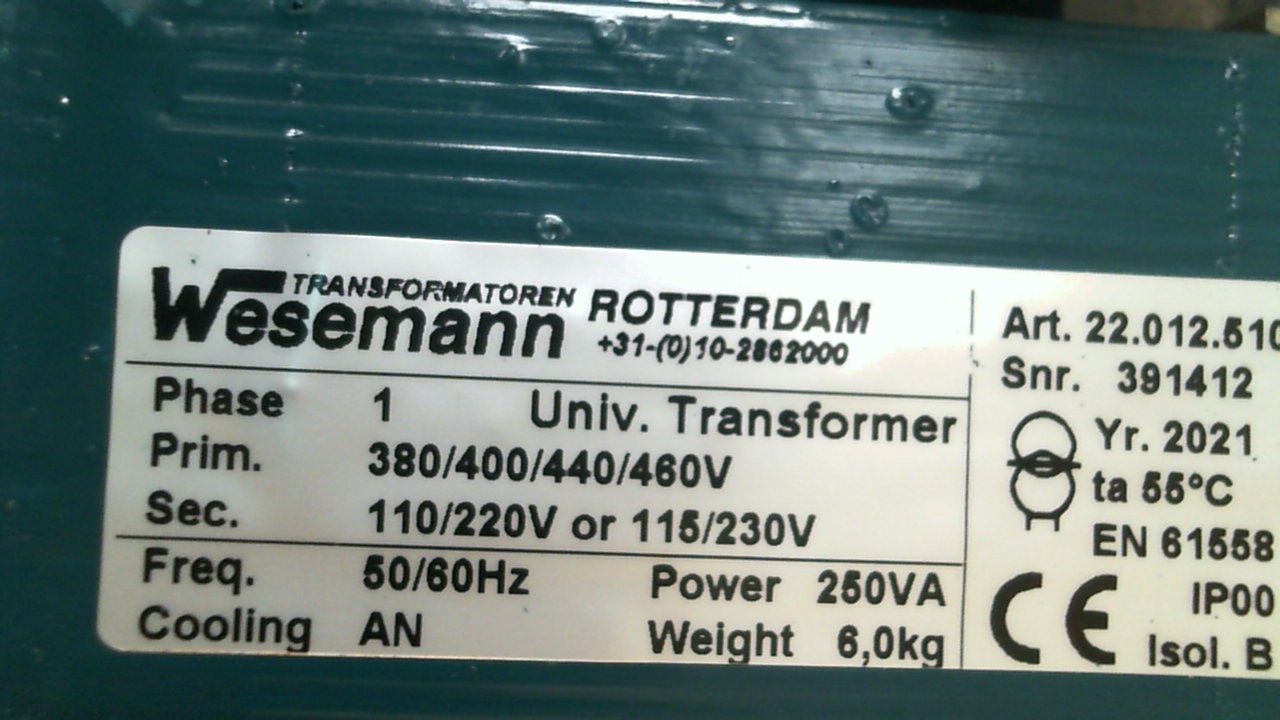 TRANSFORMATOREN
Wesemann
ROTTERDAM
+31-(0)10-2862000
Phase 1 Univ. Transformer
Prim. 380/400/440/460V
Sec. 110/220V or 115/230V
Freq. 50/60Hz Power 250VA
Cooling AN Weight 6,0kg
Art. 22.012.510
Snr. 391412
Yr. 2021
ta 55°C
EN 61558
CE IP00
Isol. B